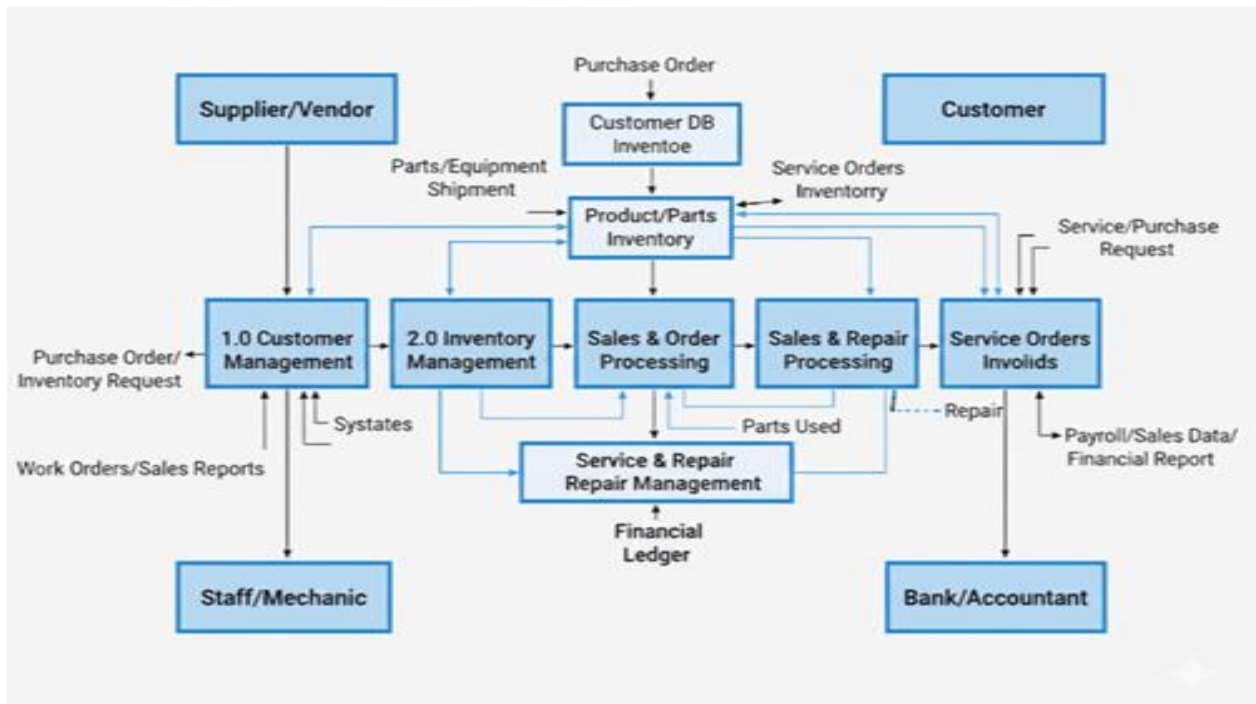 Purchase Order
Supplier/Vendor
Customer DB
Inventoe
Customer
Parts/Equipment
Shipment
Service Orders
Inventorry
Product/Parts
Inventory
Service/Purchase
Request
1.0 Customer
Management
2.0 Inventory
Management
Sales & Order
Processing
Sales & Repair
Processing
Service Orders
Involids
Purchase Order/
Inventory Request
Systates
Parts Used
Repair
Work Orders/Sales Reports
Payroll/Sales Data/
Financial Report
Service & Repair
Repair Management
Financial
Ledger
Staff/Mechanic
Bank/Accountant